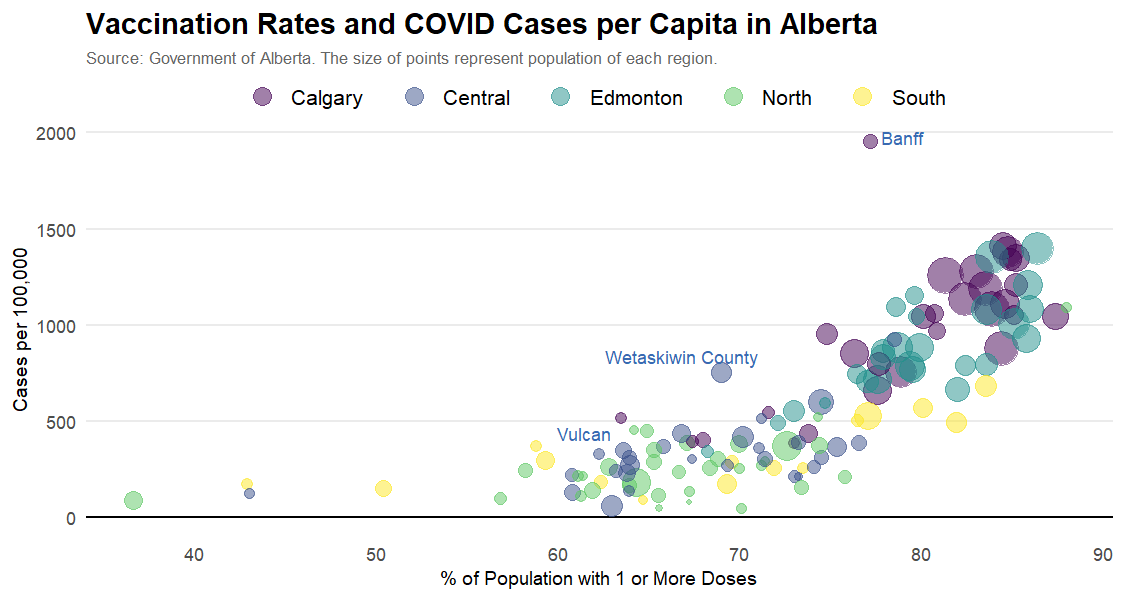 Vaccination Rates and COVID Cases per Capita in Alberta
Source: Government of Alberta. The size of points represent population of each region.
Calgary Central Edmonton North South
2000
Banff
1500
Cases per 100,000
1000
Wetaskiwin County
500
Vulcan
0
40 50 60 70 80 90
% of Population with 1 or More Doses